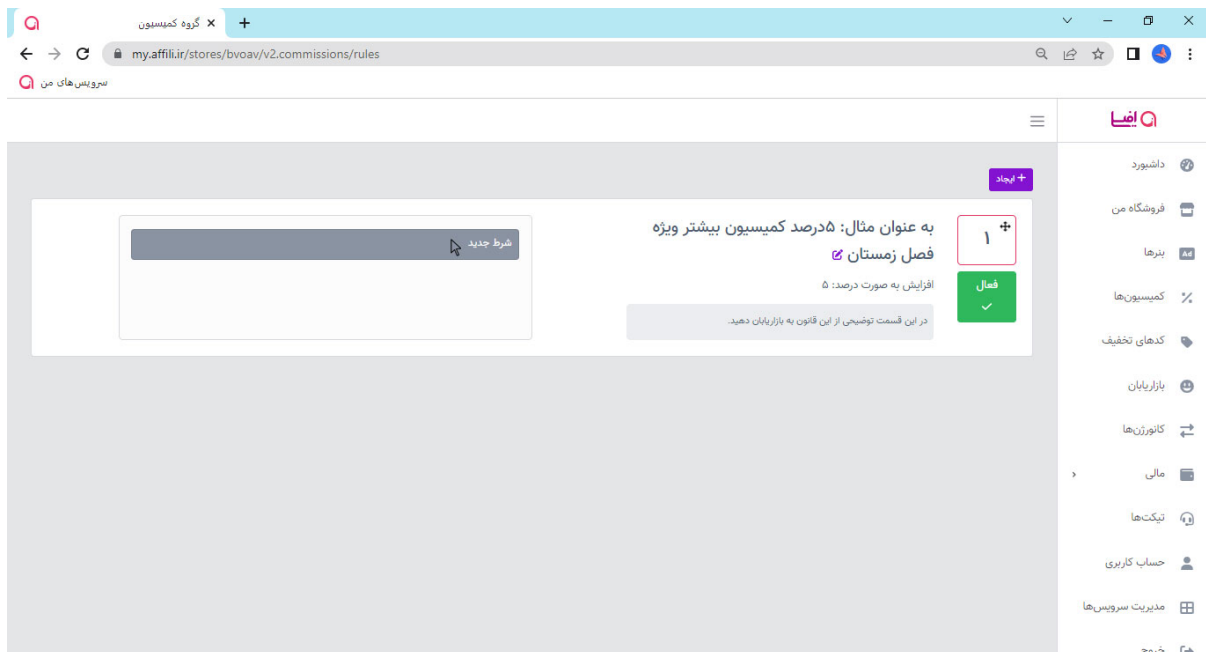 گروه کمیسیون
my.affili.ir/stores/bvoav/v2.commissions/rules
سرویس‌های من
افیلی
داشبورد
فروشگاه من
Ad
بنرها
کمیسیون‌ها
کدهای تخفیف
بازاریابان
کانورژن‌ها
مالی
تیکت‌ها
حساب کاربری
مدیریت سرویس‌ها
خروج
+ ایجاد
۱
فعال
به عنوان مثال: ۵درصد کمیسیون بیشتر ویژه
فصل زمستان
افزایش به صورت درصد: ۵
در این قسمت توضیحی از این قانون به بازاریابان دهید.
شرط جدید